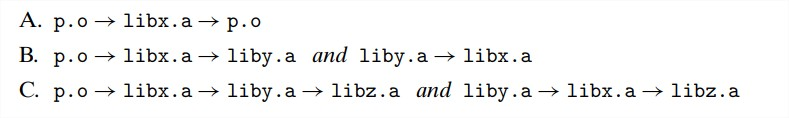 A. p.o → libx.a → p.o
B. p.o → libx.a → liby.a and liby.a → libx.a
C. p.o → libx.a → liby.a → libz.a and liby.a → libx.a → libz.a